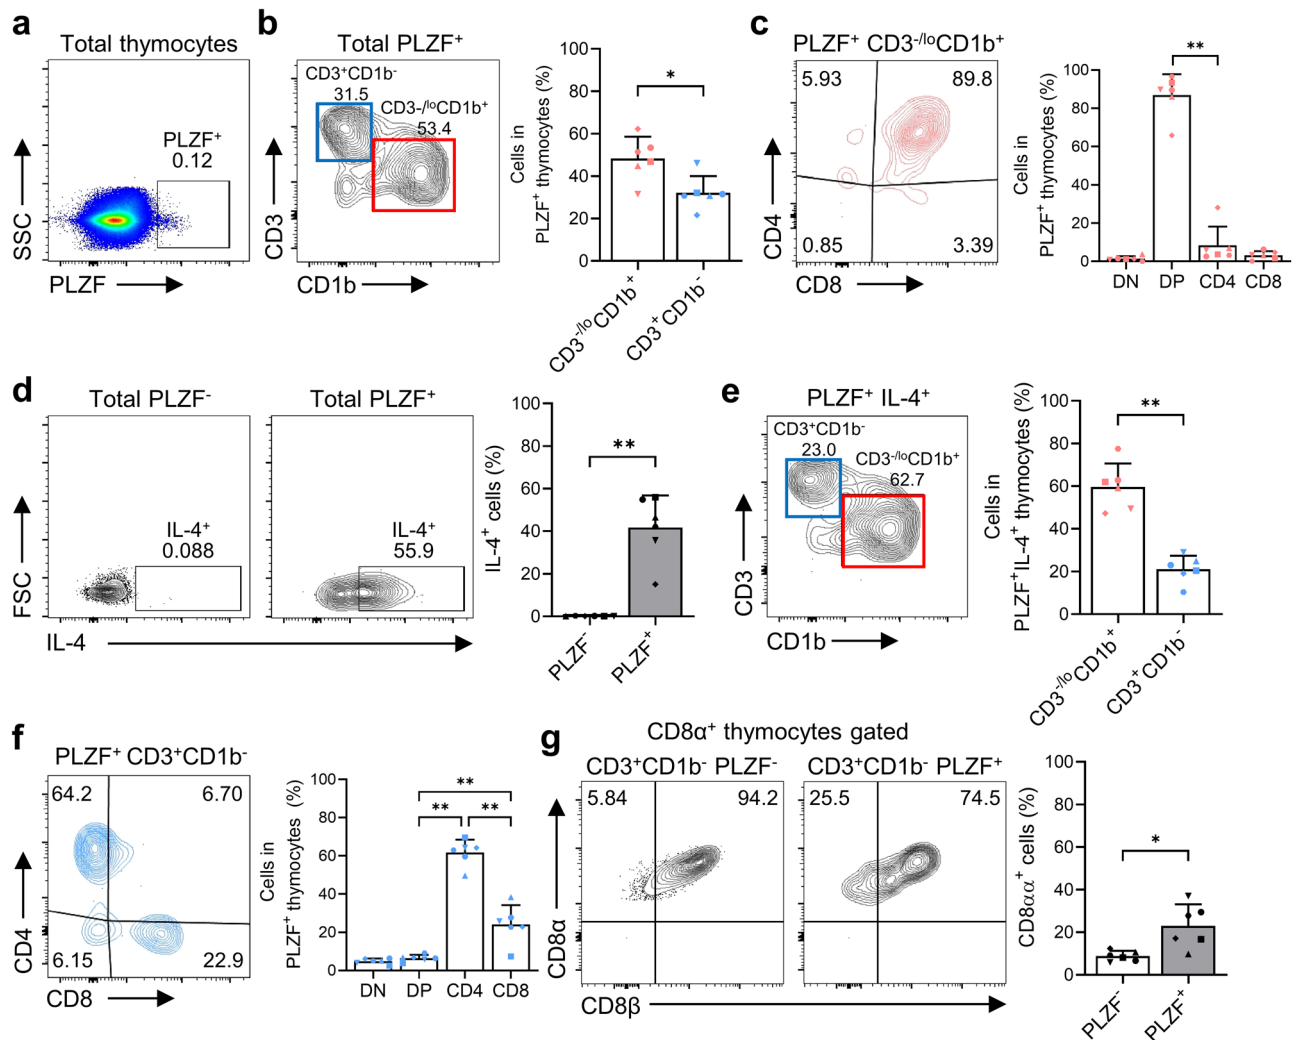 a
Total thymocytes
PLZF⁺
0.12
SSC
PLZF
b
Total PLZF⁺
CD3⁺CD1b⁻
31.5
CD3-/ˡᵒCD1b⁺
53.4
CD3
CD1b
Cells in
PLZF⁺ thymocytes (%)
100
80
60
40
20
0
*
CD3⁻/ˡᵒCD1b⁺
CD3⁺CD1b⁻
c
PLZF⁺ CD3⁻/ˡᵒCD1b⁺
5.93
89.8
0.85
3.39
CD4
CD8
Cells in
PLZF⁺ thymocytes (%)
100
80
60
40
20
0
**
DN
DP
CD4
CD8
d
Total PLZF⁻
Total PLZF⁺
IL-4⁺
0.088
IL-4⁺
55.9
FSC
IL-4
IL-4⁺ cells (%)
100
80
60
40
20
0
**
PLZF⁻
PLZF⁺
e
PLZF⁺ IL-4⁺
CD3⁺CD1b⁻
23.0
CD3⁻/ˡᵒCD1b⁺
62.7
CD3
CD1b
Cells in
PLZF⁺IL-4⁺ thymocytes (%)
100
80
60
40
20
0
**
CD3⁻/ˡᵒCD1b⁺
CD3⁺CD1b⁻
f
PLZF⁺ CD3⁺CD1b⁻
64.2
6.70
6.15
22.9
CD4
CD8
Cells in
PLZF⁺ thymocytes (%)
100
80
60
40
20
0
**
**
**
DN
DP
CD4
CD8
g
CD8α⁺ thymocytes gated
CD3⁺CD1b⁻ PLZF⁻
CD3⁺CD1b⁻ PLZF⁺
5.84
94.2
25.5
74.5
CD8α
CD8β
CD8αα⁺ cells (%)
100
80
60
40
20
0
*
PLZF⁻
PLZF⁺